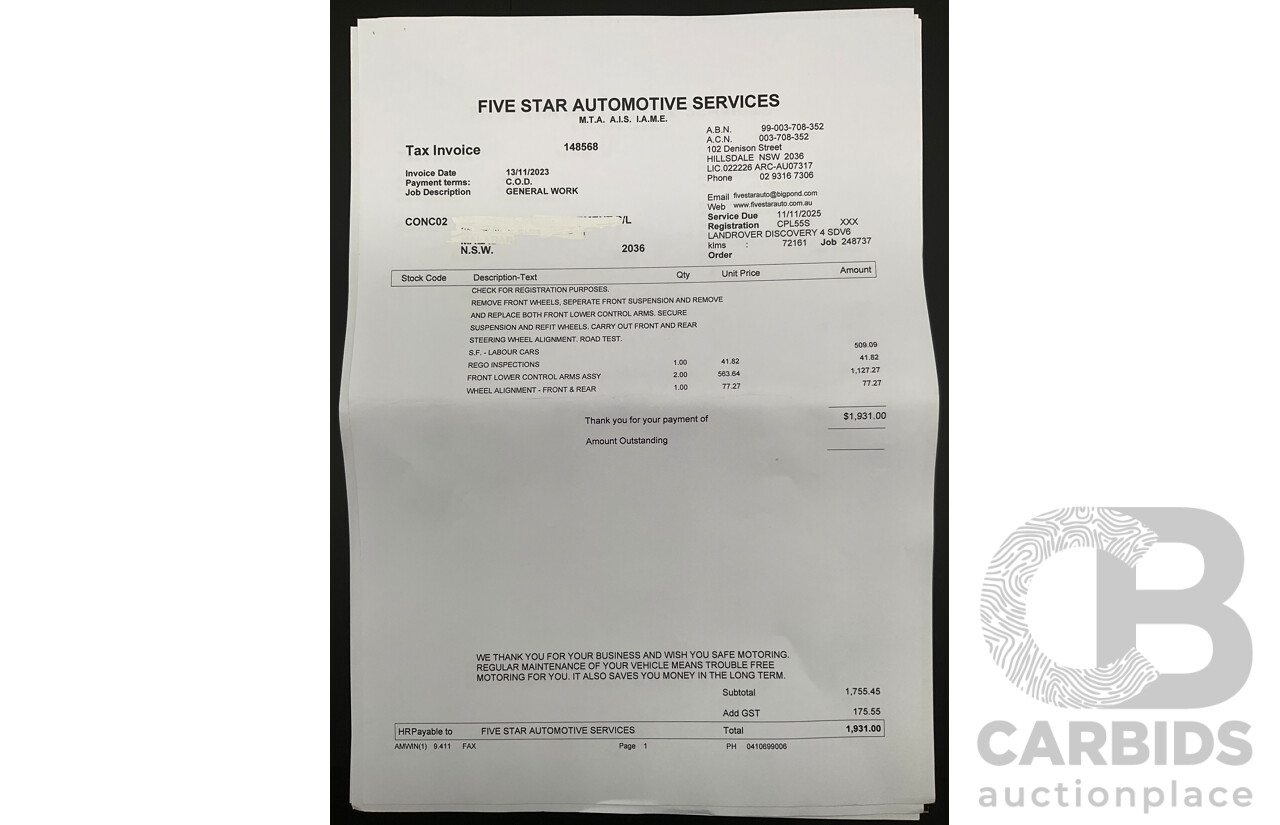 FIVE STAR AUTOMOTIVE SERVICES
M.T.A. A.I.S. I.A.M.E.
Tax Invoice 148568
Invoice Date 13/11/2023
Payment terms: C.O.D.
Job Description GENERAL WORK
A.B.N. 99-003-708-352
A.C.N. 003-708-352
102 Denison Street
HILLSDALE NSW 2036
LIC.022226 ARC-AU07317
Phone 02 9316 7306
Email fivestarauto@bigpond.com
Web www.fivestarauto.com.au
Service Due 11/11/2025
Registration CPL55S XXX
LANDROVER DISCOVERY 4 SDV6
klms : 72161 Job 248737
Order
CONC02 /L
N.S.W. 2036
Stock Code Description-Text Qty Unit Price Amount
CHECK FOR REGISTRATION PURPOSES.
REMOVE FRONT WHEELS, SEPERATE FRONT SUSPENSION AND REMOVE
AND REPLACE BOTH FRONT LOWER CONTROL ARMS. SECURE
SUSPENSION AND REFIT WHEELS. CARRY OUT FRONT AND REAR
STEERING WHEEL ALIGNMENT. ROAD TEST.
S.F. - LABOUR CARS 509.09
REGO INSPECTIONS 1.00 41.82 41.82
FRONT LOWER CONTROL ARMS ASSY 2.00 563.64 1,127.27
WHEEL ALIGNMENT - FRONT & REAR 1.00 77.27 77.27
Thank you for your payment of $1,931.00
Amount Outstanding
WE THANK YOU FOR YOUR BUSINESS AND WISH YOU SAFE MOTORING.
REGULAR MAINTENANCE OF YOUR VEHICLE MEANS TROUBLE FREE
MOTORING FOR YOU. IT ALSO SAVES YOU MONEY IN THE LONG TERM.
Subtotal 1,755.45
Add GST 175.55
HRPayable to FIVE STAR AUTOMOTIVE SERVICES Total 1,931.00
AMWIN(1) 9.411 FAX Page 1 PH 0410699006
CB
CARBIDS
auctionplace